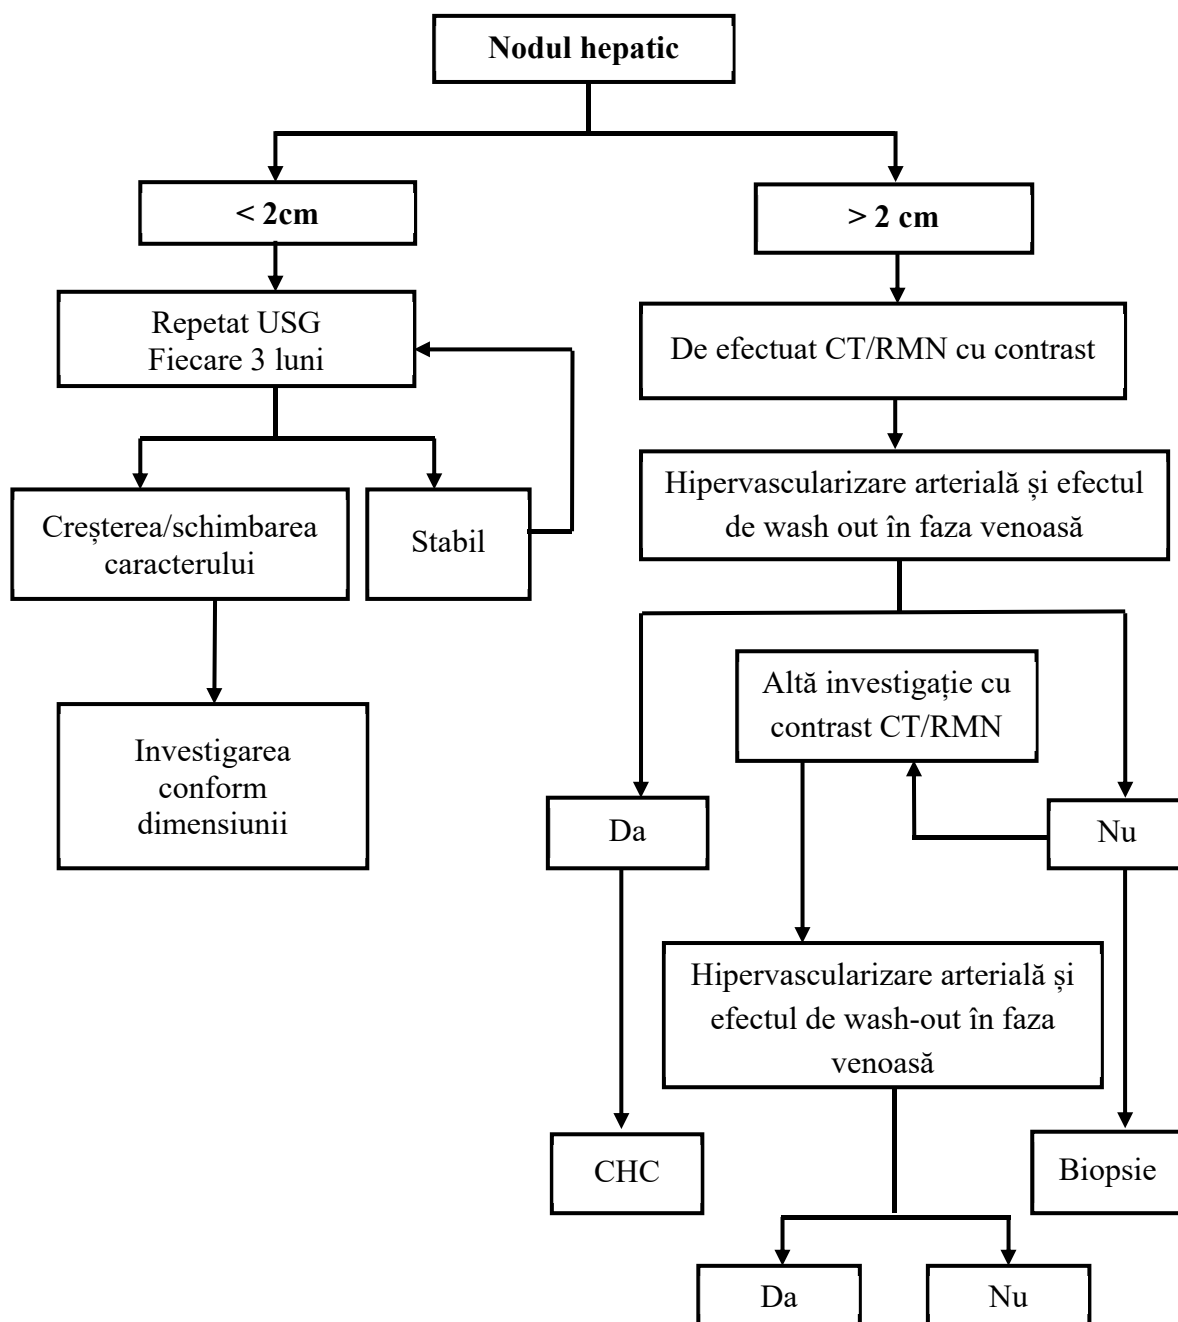 Nodul hepatic
< 2cm
> 2 cm
Repetat USG
Fiecare 3 luni
De efectuat CT/RMN cu contrast
Creșterea/schimbarea
caracterului
Stabil
Hipervascularizare arterială și efectul
de wash out în faza venoasă
Investigarea
conform
dimensiunii
Altă investigație cu
contrast CT/RMN
Da
Nu
Hipervascularizare arterială și
efectul de wash-out în faza
venoasă
CHC
Biopsie
Da
Nu